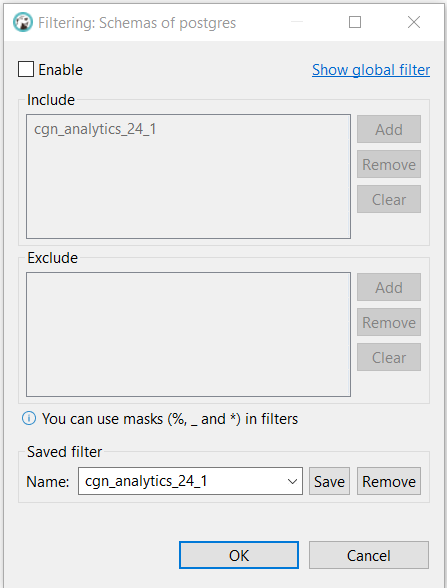 Filtering: Schemas of postgres
Enable
Show global filter
Include
cgn_analytics_24_1
Add
Remove
Clear
Exclude
Add
Remove
Clear
You can use masks (%, _ and *) in filters
Saved filter
Name: cgn_analytics_24_1 Save Remove
OK Cancel